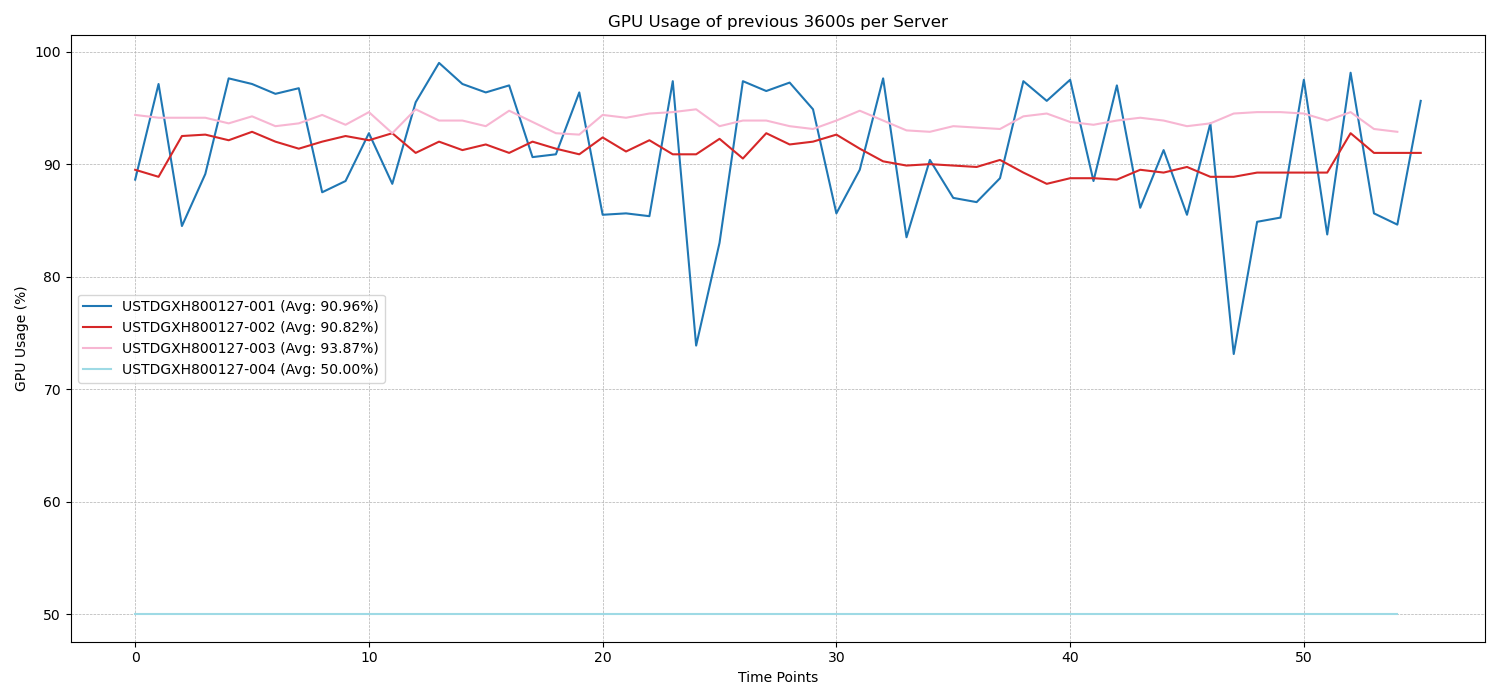 GPU Usage of previous 3600s per Server
100
90
80
70
60
50
GPU Usage (%)
USTDGXH800127-001 (Avg: 90.96%)
USTDGXH800127-002 (Avg: 90.82%)
USTDGXH800127-003 (Avg: 93.87%)
USTDGXH800127-004 (Avg: 50.00%)
0 10 20 30 40 50
Time Points